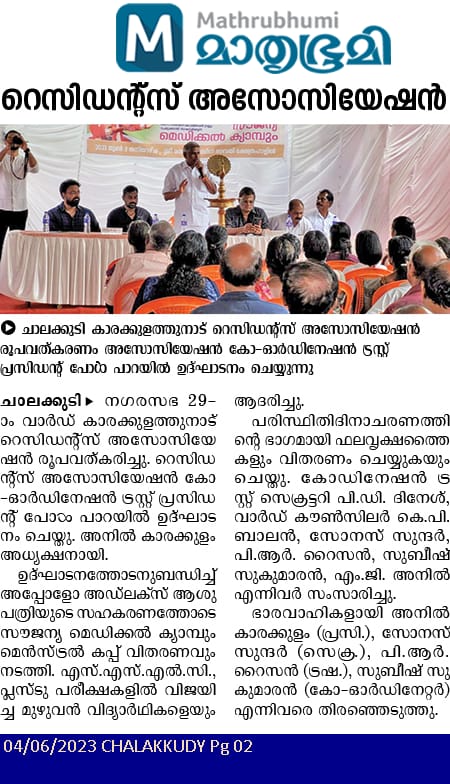 Mathrubhumi
മാതൃഭൂമി
റെസിഡന്റ്സ് അസോസിയേഷൻ
മെഡിക്കൽ ക്യാമ്പും
ചാലക്കുടി കാരക്കുളത്തുനാട് റെസിഡന്റ്സ് അസോസിയേഷൻ
രൂപവത്കരണം അസോസിയേഷൻ കോ-ഓർഡിനേഷൻ ട്രസ്റ്റ്
പ്രസിഡന്റ് പോൾ പാറയിൽ ഉദ്ഘാടനം ചെയ്യുന്നു
ചാലക്കുടി ▶ നഗരസഭ 29-
ാം വാർഡ് കാരക്കുളത്തുനാട്
റെസിഡന്റ്സ് അസോസിയേ
ഷൻ രൂപവത്കരിച്ചു. റെസിഡ
ന്റ്സ് അസോസിയേഷൻ കോ
-ഓർഡിനേഷൻ ട്രസ്റ്റ് പ്രസിഡ
ന്റ് പോൾ പാറയിൽ ഉദ്ഘാട
നം ചെയ്തു. അനിൽ കാരക്കുളം
അധ്യക്ഷനായി.
ഉദ്ഘാടനത്തോടനുബന്ധിച്ച്
അപ്പോളോ അഡ്‌ലക്സ് ആശു
പത്രിയുടെ സഹകരണത്തോടെ
സൗജന്യ മെഡിക്കൽ ക്യാമ്പും
മെൻസ്ട്രൽ കപ്പ് വിതരണവും
നടത്തി. എസ്.എസ്.എൽ.സി.,
പ്ലസ്ടു പരീക്ഷകളിൽ വിജയി
ച്ച മുഴുവൻ വിദ്യാർഥികളെയും
ആദരിച്ചു.
പരിസ്ഥിതിദിനാചരണത്തി
ന്റെ ഭാഗമായി ഫലവൃക്ഷത്തൈ
കളും വിതരണം ചെയ്യുകയും
ചെയ്തു. കോഡിനേഷൻ ട്ര
സ്റ്റ് സെക്രട്ടറി പി.ഡി. ദിനേശ്,
വാർഡ് കൗൺസിലർ കെ.പി.
ബാലൻ, സോനസ് സുന്ദർ,
പി.ആർ. റൈസൻ, സുബീഷ്
സുകുമാരൻ, എം.ജി. അനിൽ
എന്നിവർ സംസാരിച്ചു.
ഭാരവാഹികളായി അനിൽ
കാരക്കുളം (പ്രസി.), സോനസ്
സുന്ദർ (സെക്ര.), പി.ആർ.
റൈസൻ (ട്രഷ.), സുബീഷ് സു
കുമാരൻ (കോ-ഓർഡിനേറ്റർ)
എന്നിവരെ തിരഞ്ഞെടുത്തു.
04/06/2023 CHALAKKUDY Pg 02